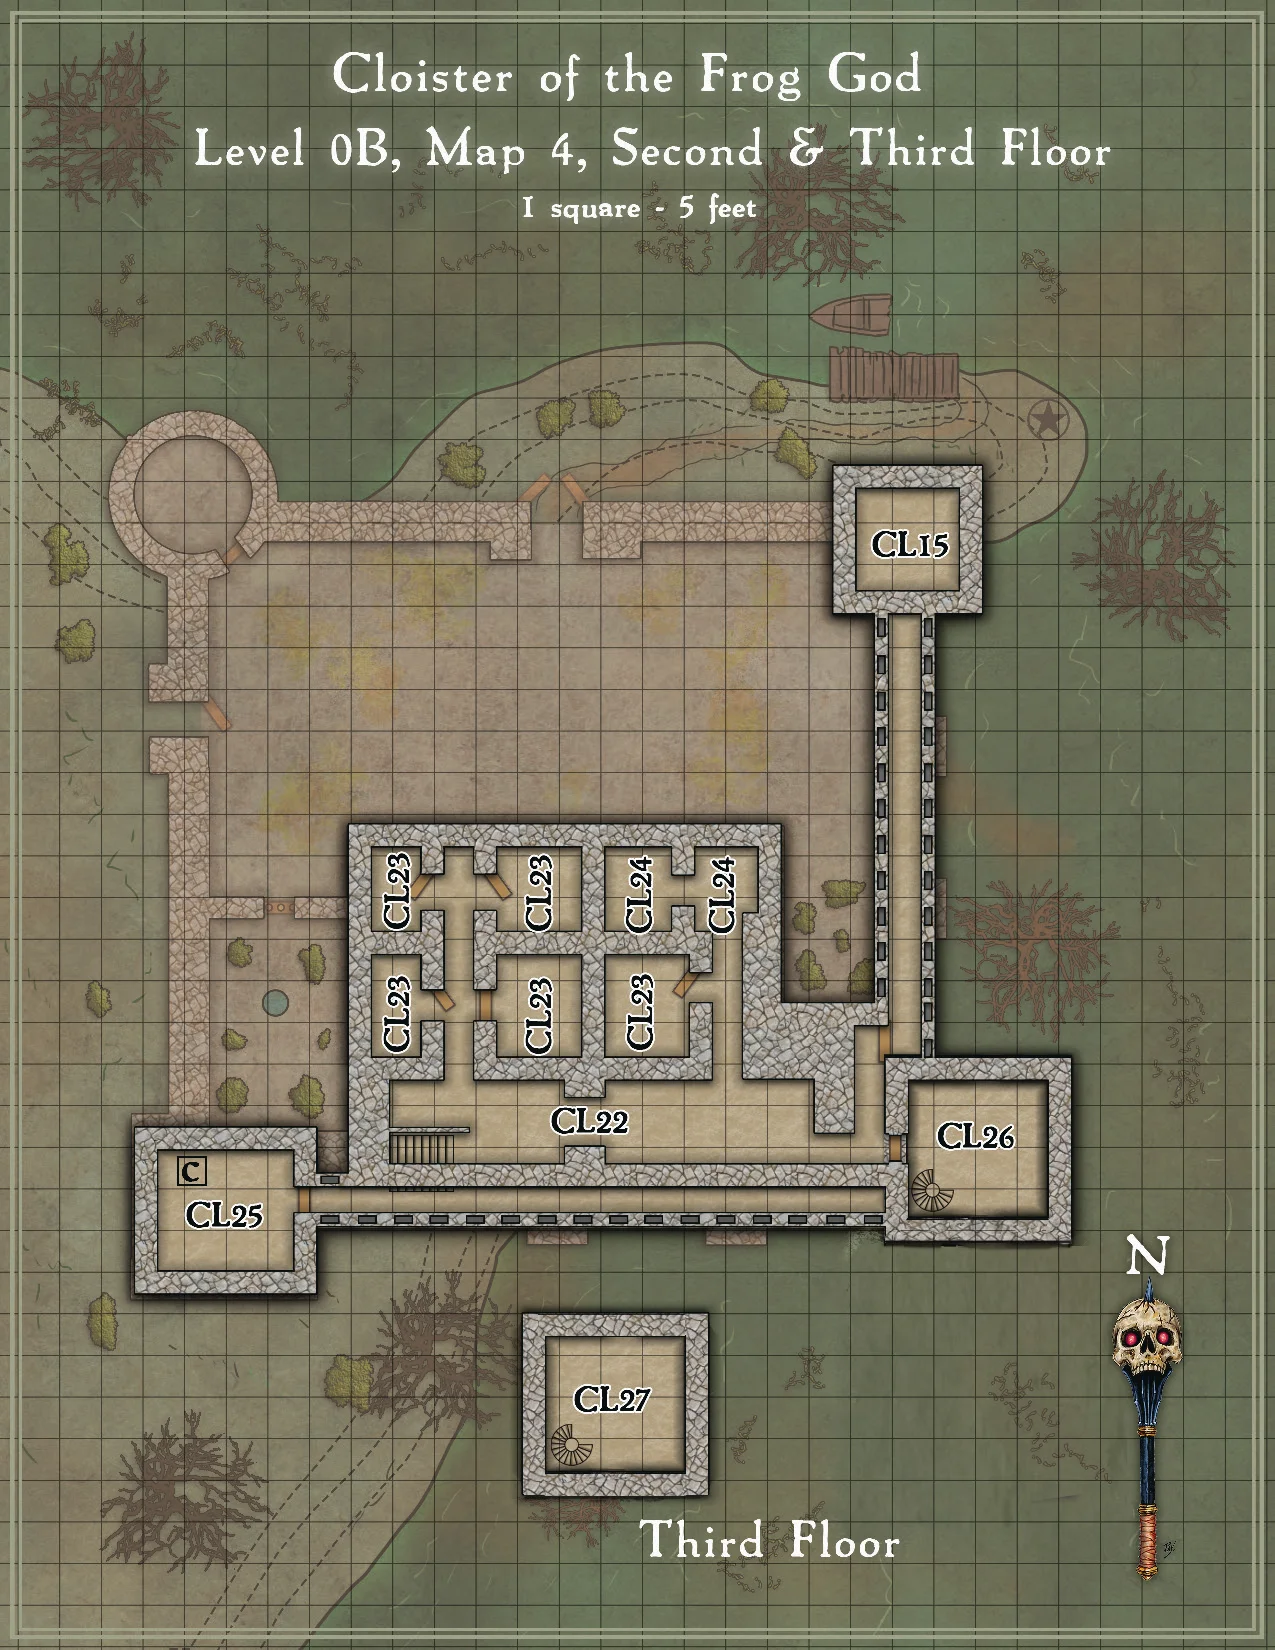 Cloister of the Frog God
Level 0B, Map 4, Second & Third Floor
1 square - 5 feet
CL15
CL23
CL23
CL24
CL24
CL23
CL23
CL23
CL22
CL26
C
CL25
N
CL27
Third Floor